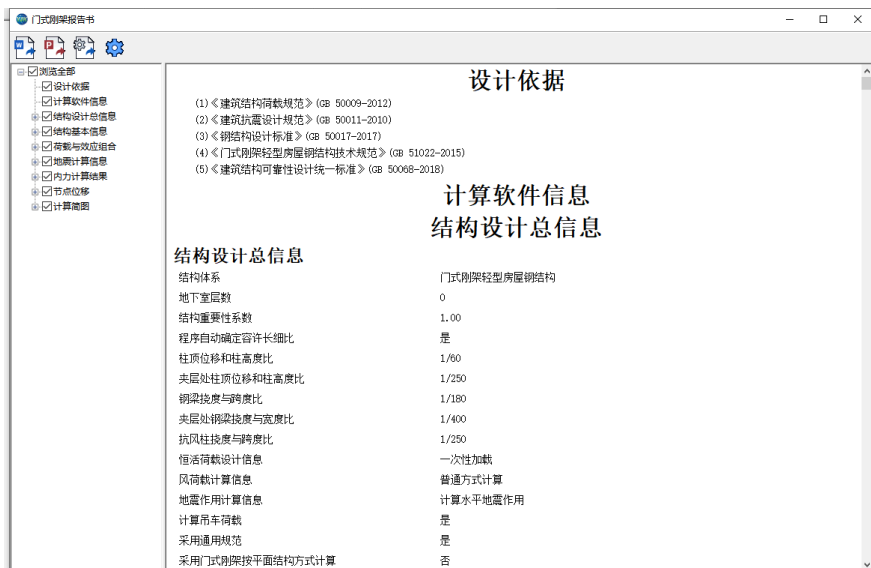 门式刚架报告书
浏览全部
设计依据
计算软件信息
结构设计总信息
结构基本信息
荷载与效应组合
地震计算信息
内力计算结果
节点位移
计算简图
设计依据
(1)《建筑结构荷载规范》(GB 50009-2012)
(2)《建筑抗震设计规范》(GB 50011-2010)
(3)《钢结构设计标准》(GB 50017-2017)
(4)《门式刚架轻型房屋钢结构技术规范》(GB 51022-2015)
(5)《建筑结构可靠性设计统一标准》(GB 50068-2018)
计算软件信息
结构设计总信息
结构设计总信息
结构体系 门式刚架轻型房屋钢结构
地下室层数 0
结构重要性系数 1.00
程序自动确定容许长细比 是
柱顶位移和柱高度比 1/60
夹层处柱顶位移和柱高度比 1/250
钢梁挠度与跨度比 1/180
夹层处钢梁挠度与宽度比 1/400
抗风柱挠度与跨度比 1/250
恒活荷载设计信息 一次性加载
风荷载计算信息 普通方式计算
地震作用计算信息 计算水平地震作用
计算吊车荷载 是
采用通用规范 是
采用门式刚架按平面结构方式计算 否